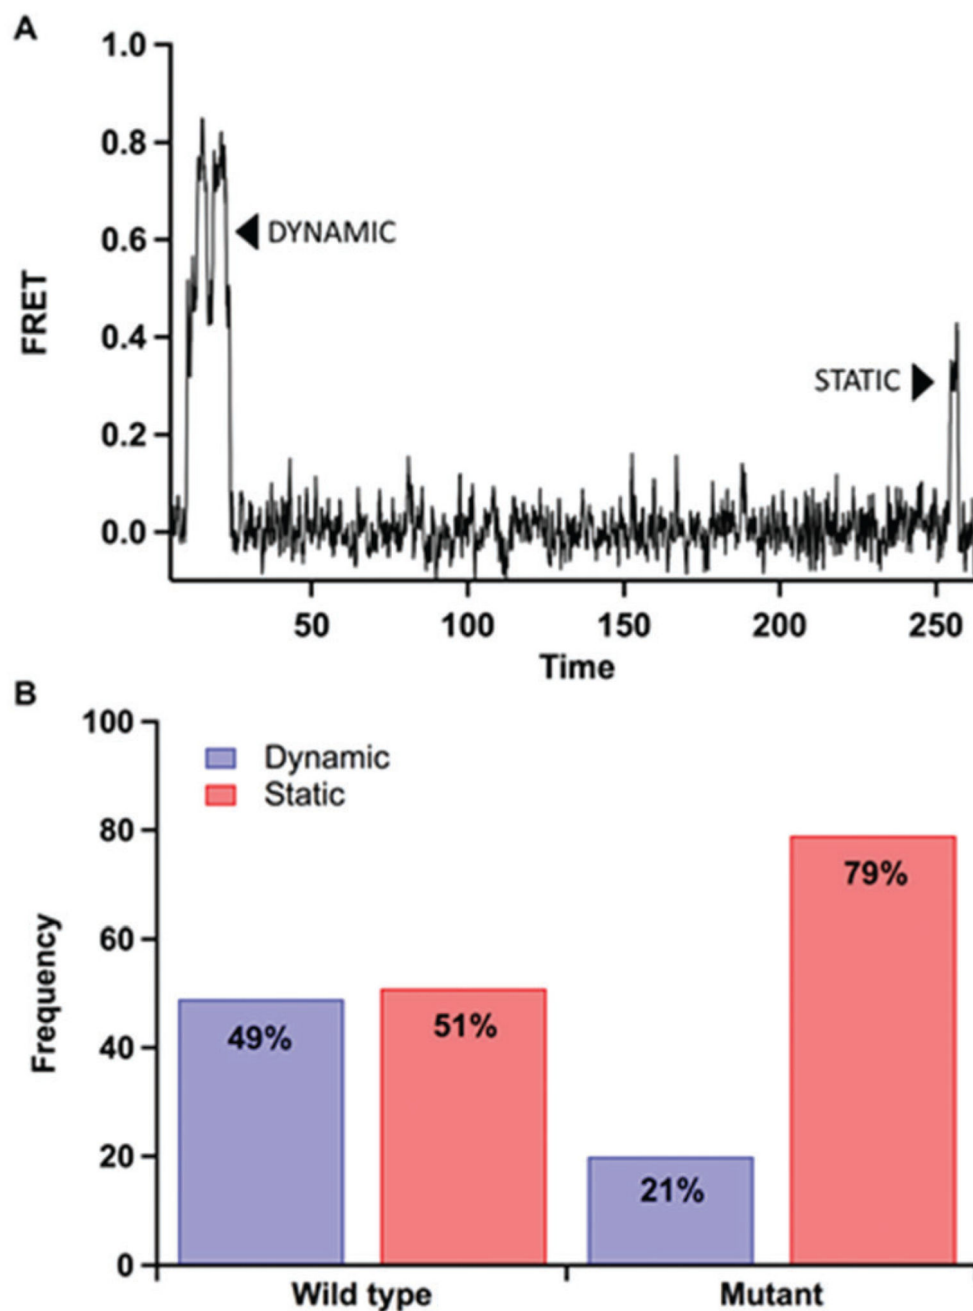 A
1.0
0.8
0.6
0.4
0.2
0.0
FRET
DYNAMIC
STATIC
50 100 150 200 250
Time
B
100
80
60
40
20
0
Frequency
Dynamic
Static
49%
51%
21%
79%
Wild type Mutant